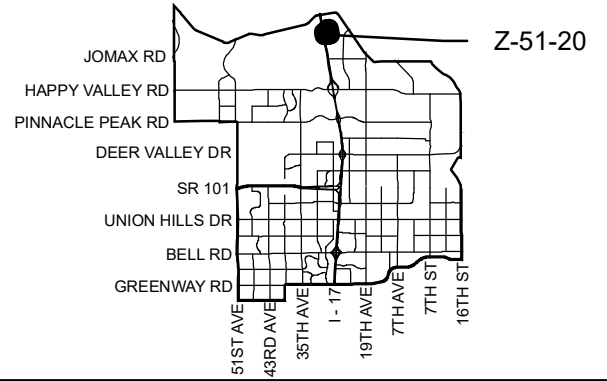 Z-51-20
JOMAX RD
HAPPY VALLEY RD
PINNACLE PEAK RD
DEER VALLEY DR
SR 101
UNION HILLS DR
BELL RD
GREENWAY RD
51ST AVE
43RD AVE
35TH AVE
I - 17
19TH AVE
7TH AVE
7TH ST
16TH ST